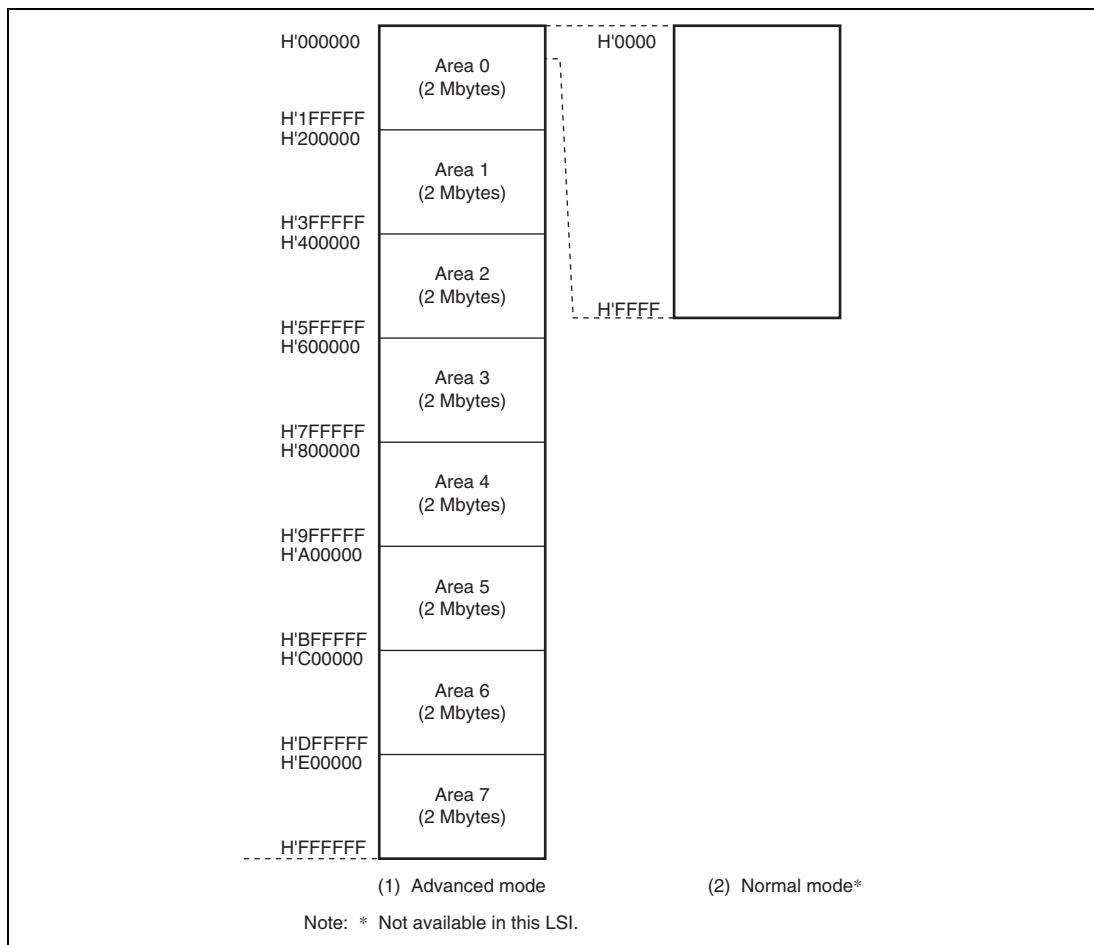 H'000000
Area 0
(2 Mbytes)
H'1FFFFF
H'200000
Area 1
(2 Mbytes)
H'3FFFFF
H'400000
Area 2
(2 Mbytes)
H'5FFFFF
H'600000
Area 3
(2 Mbytes)
H'7FFFFF
H'800000
Area 4
(2 Mbytes)
H'9FFFFF
H'A00000
Area 5
(2 Mbytes)
H'BFFFFF
H'C00000
Area 6
(2 Mbytes)
H'DFFFFF
H'E00000
Area 7
(2 Mbytes)
H'FFFFFF
(1) Advanced mode
H'0000
H'FFFF
(2) Normal mode*
Note: * Not available in this LSI.